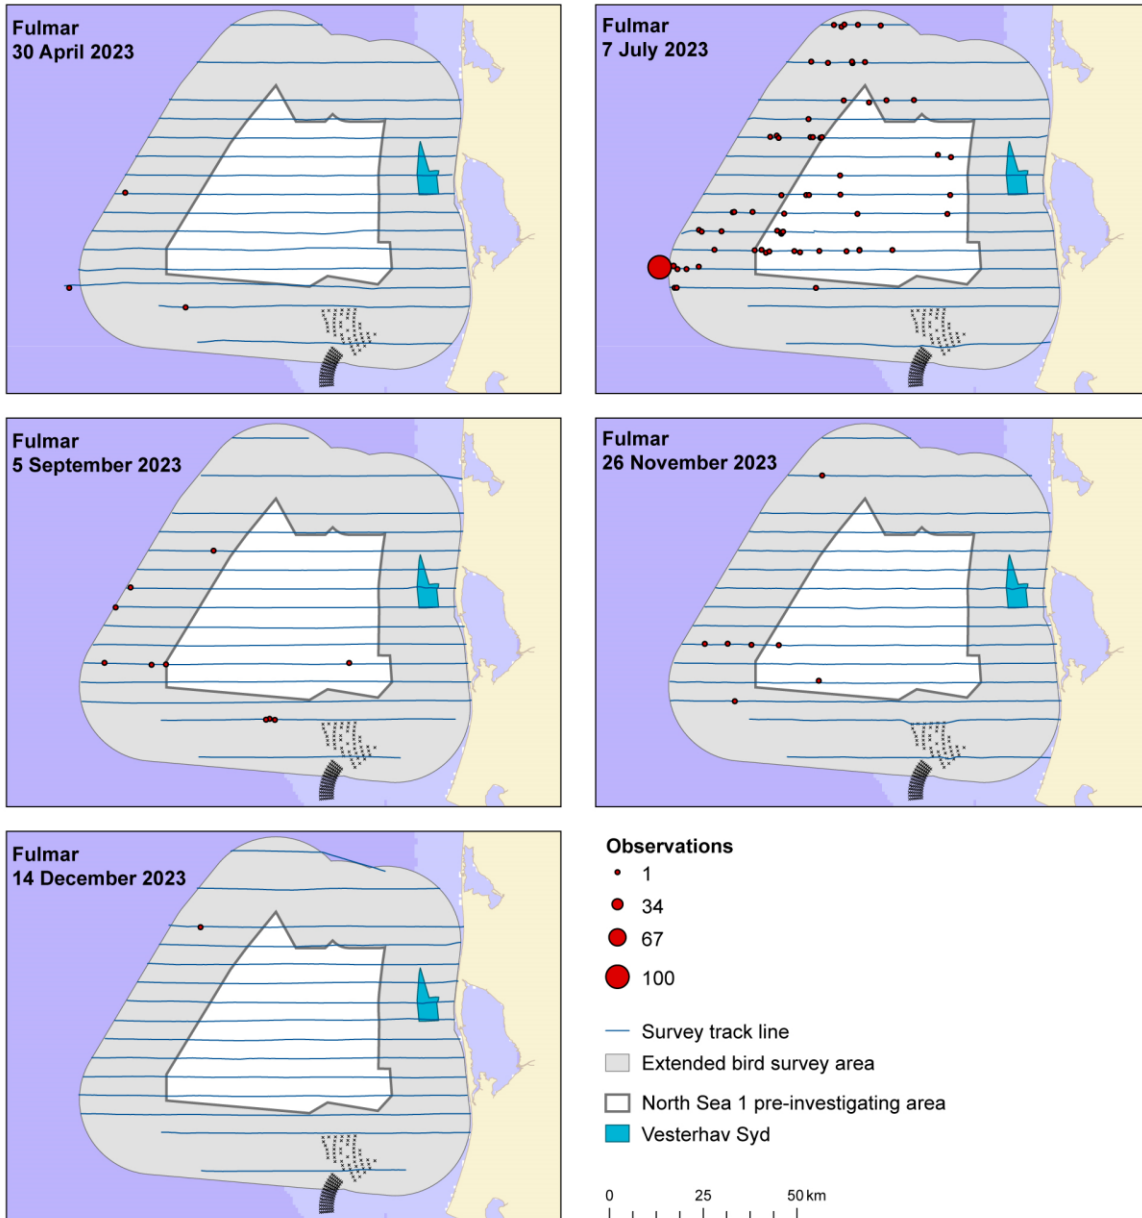 Fulmar
30 April 2023
Fulmar
7 July 2023
Fulmar
5 September 2023
Fulmar
26 November 2023
Fulmar
14 December 2023
Observations
1
34
67
100
Survey track line
Extended bird survey area
North Sea 1 pre-investigating area
Vesterhav Syd
0 25 50 km